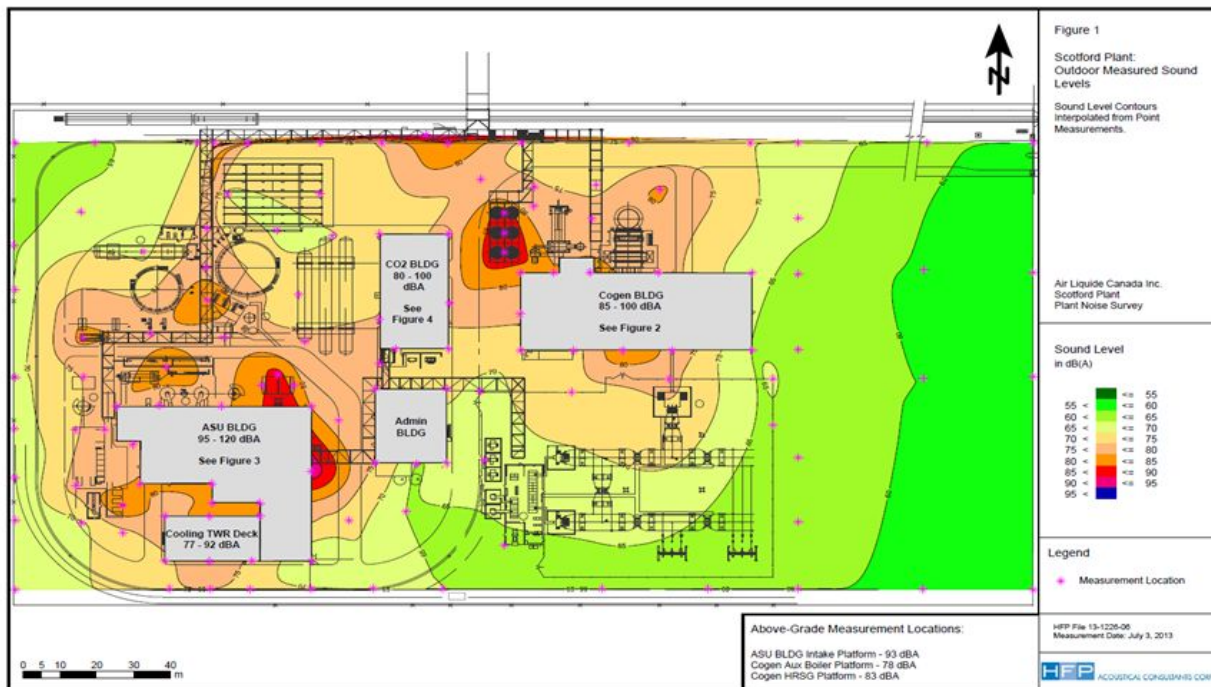 Figure 1
Scotford Plant:
Outdoor Measured Sound
Levels
Sound Level Contours
Interpolated from Point
Measurements.
N
CO2 BLDG
80 - 100
dBA
See
Figure 4
Cogen BLDG
85 - 100 dBA
See Figure 2
Air Liquide Canada Inc.
Scotford Plant
Plant Noise Survey
ASU BLDG
95 - 120 dBA
See Figure 3
Admin
BLDG
Cooling TWR Deck
77 - 92 dBA
Sound Level
in dB(A)
<= 55
55 < <= 60
60 < <= 65
65 < <= 70
70 < <= 75
75 < <= 80
80 < <= 85
85 < <= 90
90 < <= 95
95 <
Legend
Measurement Location
Above-Grade Measurement Locations:
ASU BLDG Intake Platform - 93 dBA
Cogen Aux Boiler Platform - 78 dBA
Cogen HRSG Platform - 83 dBA
HFP File 13-1226-06
Measurement Date: July 3, 2013
HFP ACOUSTICAL CONSULTANTS CORP
0 5 10 20 30 40
m